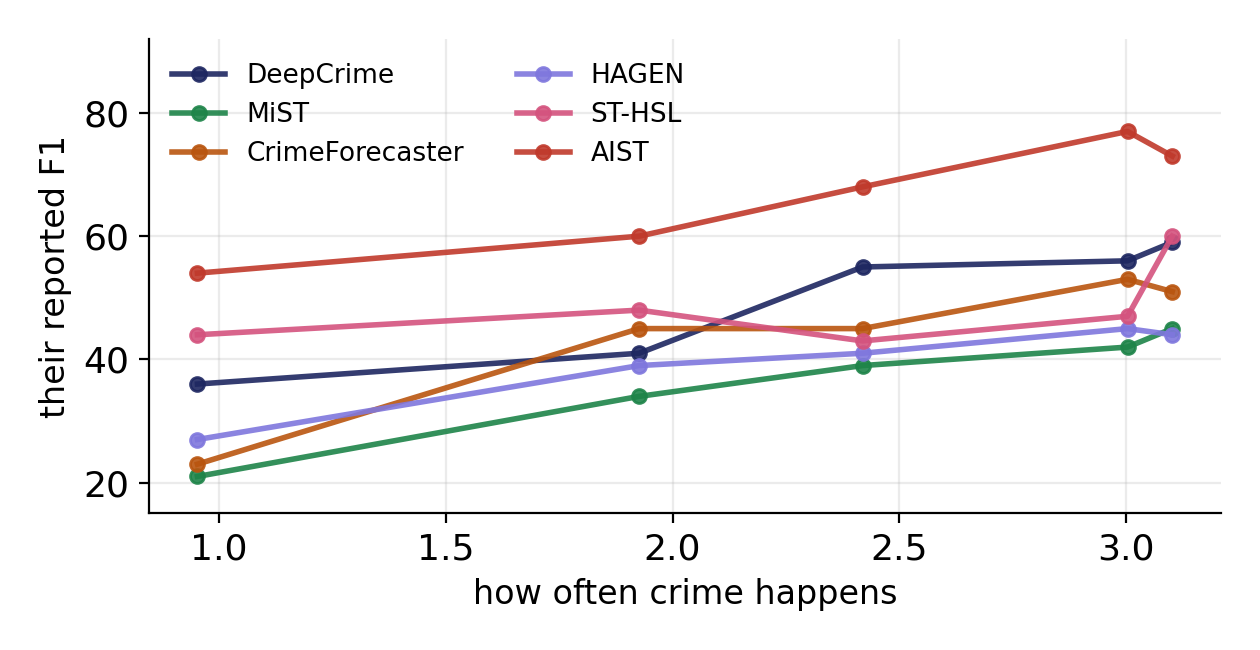 DeepCrime
MiST
CrimeForecaster
HAGEN
ST-HSL
AIST
their reported F1
80
60
40
20
1.0 1.5 2.0 2.5 3.0
how often crime happens